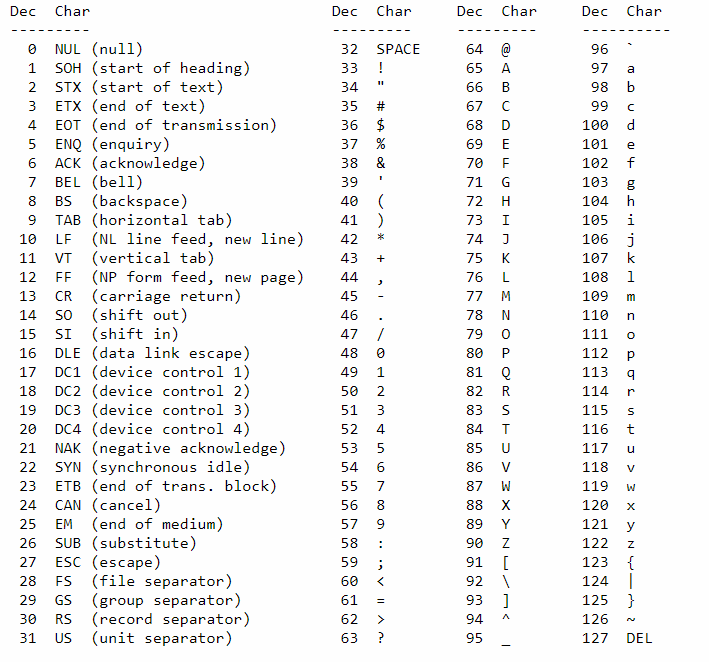 Dec  Char                           Dec  Char     Dec  Char     Dec  Char
---------                           ---------     ---------     ----------
  0  NUL (null)                      32  SPACE     64  @         96  `
  1  SOH (start of heading)          33  !         65  A         97  a
  2  STX (start of text)             34  "         66  B         98  b
  3  ETX (end of text)               35  #         67  C         99  c
  4  EOT (end of transmission)       36  $         68  D        100  d
  5  ENQ (enquiry)                   37  %         69  E        101  e
  6  ACK (acknowledge)               38  &         70  F        102  f
  7  BEL (bell)                      39  '         71  G        103  g
  8  BS  (backspace)                 40  (         72  H        104  h
  9  TAB (horizontal tab)            41  )         73  I        105  i
 10  LF  (NL line feed, new line)    42  *         74  J        106  j
 11  VT  (vertical tab)              43  +         75  K        107  k
 12  FF  (NP form feed, new page)    44  ,         76  L        108  l
 13  CR  (carriage return)           45  -         77  M        109  m
 14  SO  (shift out)                 46  .         78  N        110  n
 15  SI  (shift in)                  47  /         79  O        111  o
 16  DLE (data link escape)          48  0         80  P        112  p
 17  DC1 (device control 1)          49  1         81  Q        113  q
 18  DC2 (device control 2)          50  2         82  R        114  r
 19  DC3 (device control 3)          51  3         83  S        115  s
 20  DC4 (device control 4)          52  4         84  T        116  t
 21  NAK (negative acknowledge)      53  5         85  U        117  u
 22  SYN (synchronous idle)          54  6         86  V        118  v
 23  ETB (end of trans. block)       55  7         87  W        119  w
 24  CAN (cancel)                    56  8         88  X        120  x
 25  EM  (end of medium)             57  9         89  Y        121  y
 26  SUB (substitute)                58  :         90  Z        122  z
 27  ESC (escape)                    59  ;         91  [        123  {
 28  FS  (file separator)            60  <         92  \        124  |
 29  GS  (group separator)           61  =         93  ]        125  }
 30  RS  (record separator)          62  >         94  ^        126  ~
 31  US  (unit separator)            63  ?         95  _        127  DEL